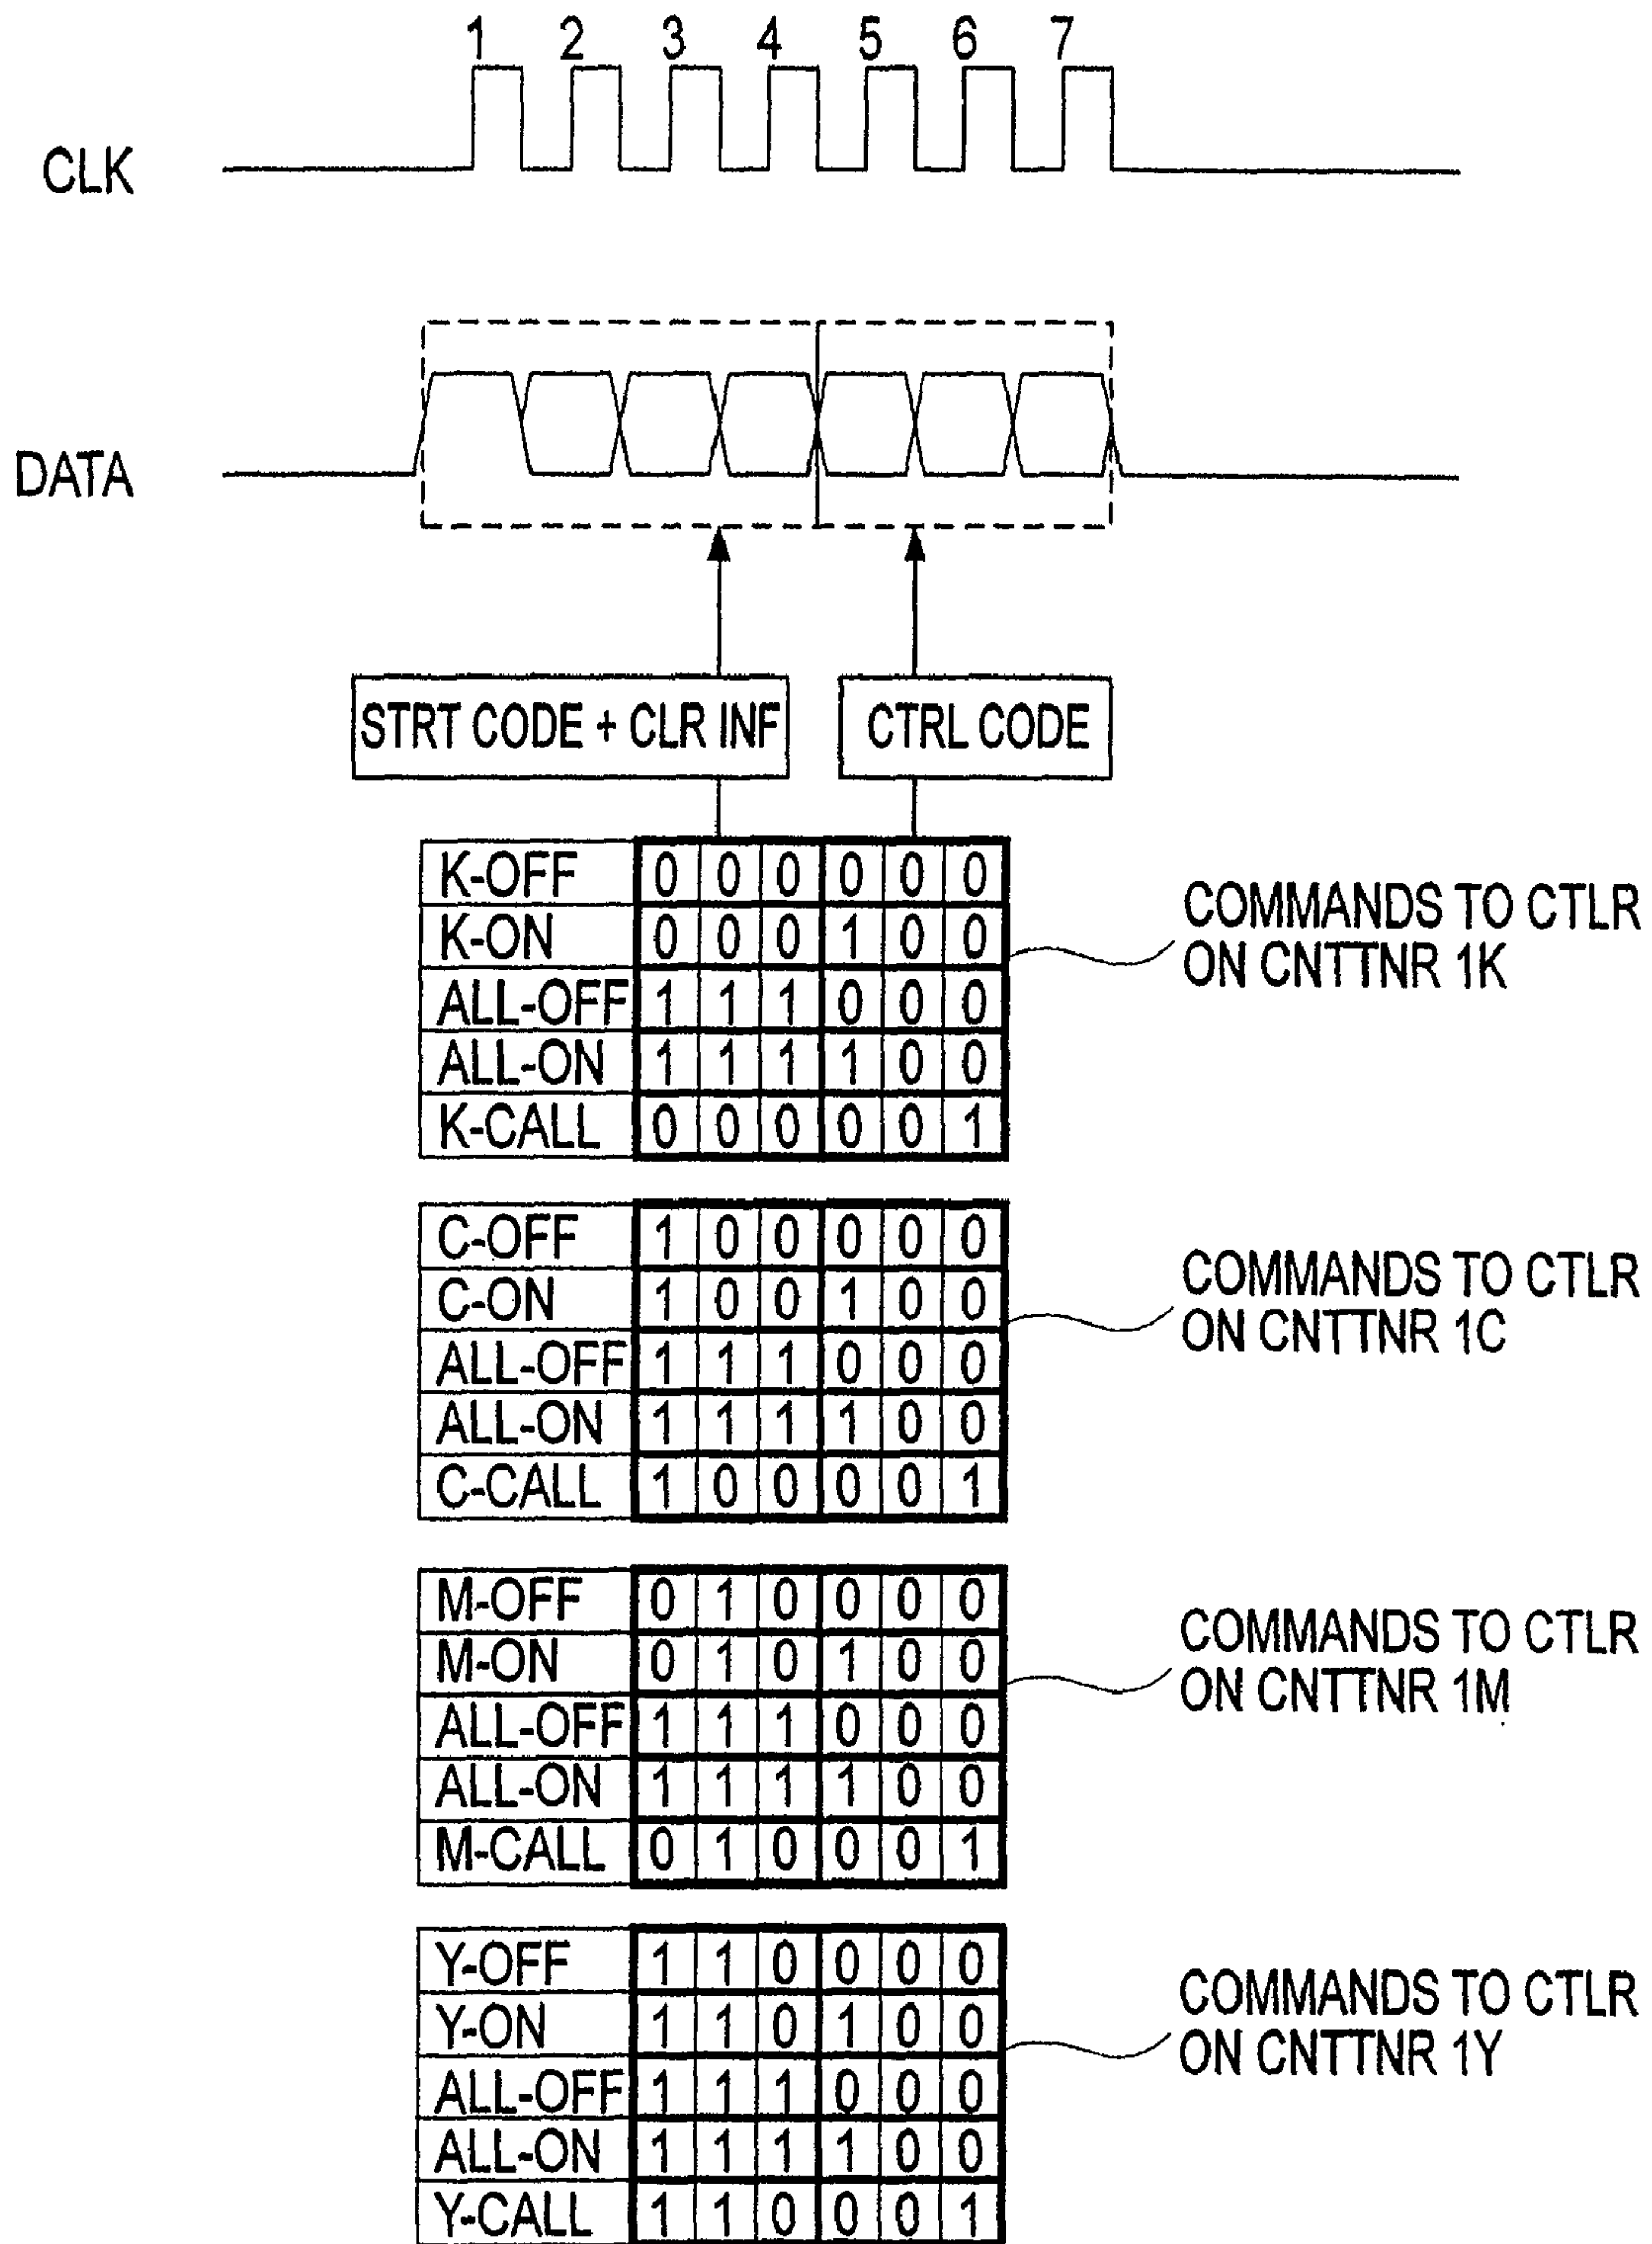 1 2 3 4 5 6 7
CLK
DATA
STRT CODE + CLR INF
CTRL CODE
K-OFF 0 0 0 0 0 0
K-ON 0 0 0 1 0 0
ALL-OFF 1 1 1 0 0 0
ALL-ON 1 1 1 1 0 0
K-CALL 0 0 0 0 0 1
COMMANDS TO CTLR
ON CNTTNR 1K
C-OFF 1 0 0 0 0 0
C-ON 1 0 0 1 0 0
ALL-OFF 1 1 1 0 0 0
ALL-ON 1 1 1 1 0 0
C-CALL 1 0 0 0 0 1
COMMANDS TO CTLR
ON CNTTNR 1C
M-OFF 0 1 0 0 0 0
M-ON 0 1 0 1 0 0
ALL-OFF 1 1 1 0 0 0
ALL-ON 1 1 1 1 0 0
M-CALL 0 1 0 0 0 1
COMMANDS TO CTLR
ON CNTTNR 1M
Y-OFF 1 1 0 0 0 0
Y-ON 1 1 0 1 0 0
ALL-OFF 1 1 1 0 0 0
ALL-ON 1 1 1 1 0 0
Y-CALL 1 1 0 0 0 1
COMMANDS TO CTLR
ON CNTTNR 1Y